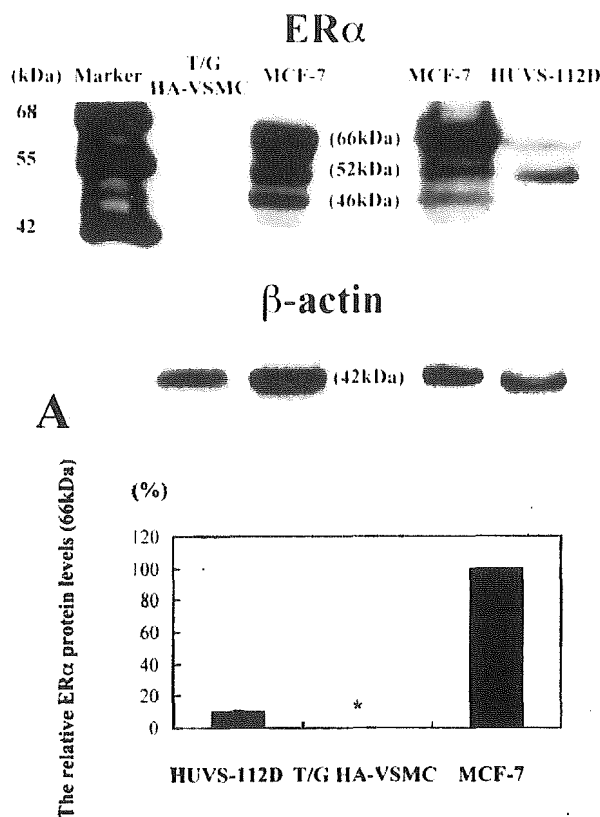 ERα
(kDa) Marker T/G HA-VSMC MCF-7 MCF-7 HUVS-112D
68
(66kDa)
55
(52kDa)
(46kDa)
42
β-actin
(42kDa)
A
The relative ERα protein levels (66kDa)
(%)
120
100
80
60
40
20
*
0
HUVS-112D T/G HA-VSMC MCF-7